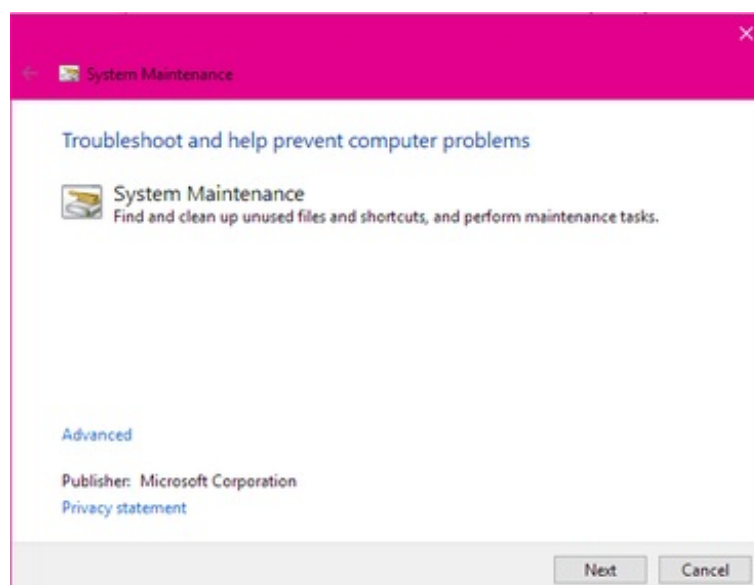 System Maintenance
Troubleshoot and help prevent computer problems
System Maintenance
Find and clean up unused files and shortcuts, and perform maintenance tasks.
Advanced
Publisher: Microsoft Corporation
Privacy statement
Next Cancel